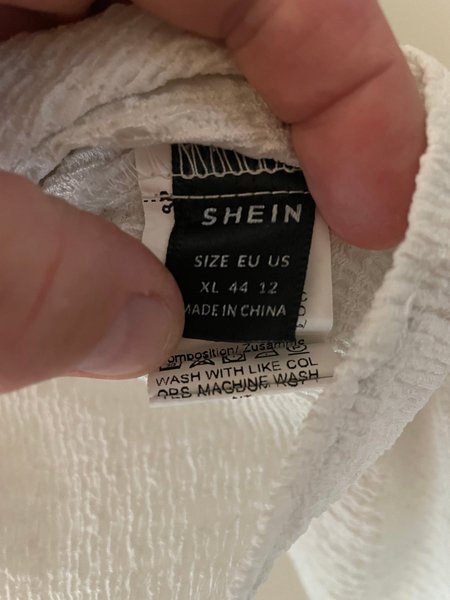 SHEIN
SIZE EU US
XL 44 12
MADE IN CHINA
Composition/ Zusamme
WASH WITH LIKE COL
ORS MACHINE WASH